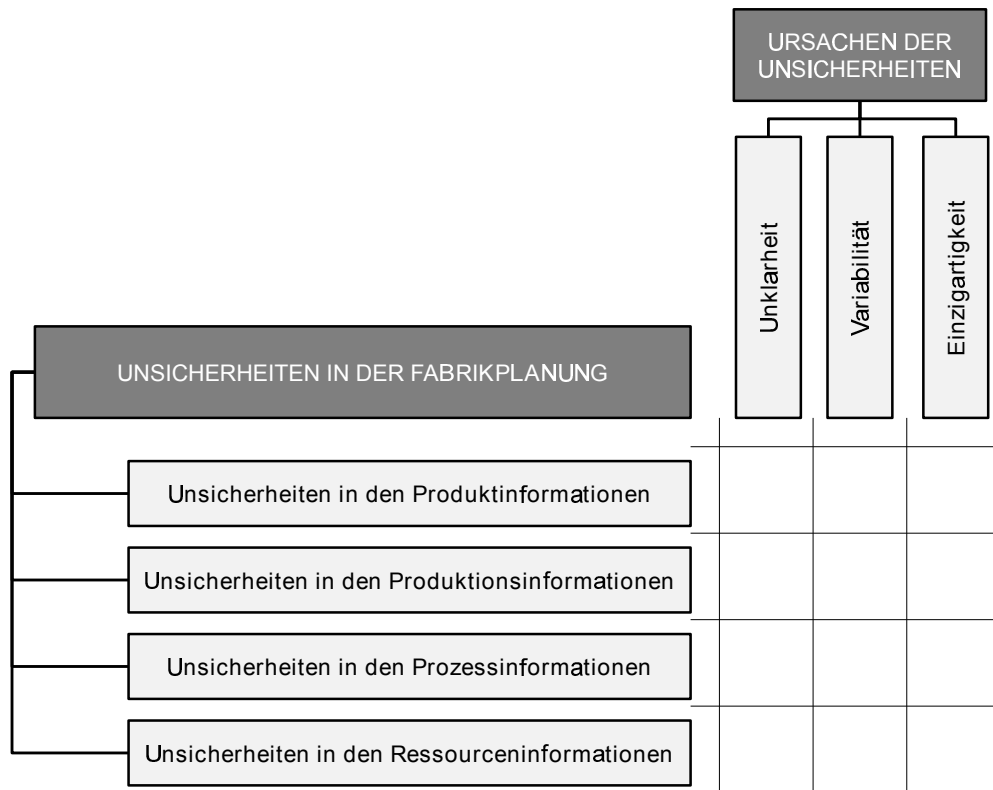 URSACHEN DER
UNSICHERHEITEN
Unklarheit
Variabilität
Einzigartigkeit
UNSICHERHEITEN IN DER FABRIKPLANUNG
Unsicherheiten in den Produktinformationen
Unsicherheiten in den Produktionsinformationen
Unsicherheiten in den Prozessinformationen
Unsicherheiten in den Ressourceninformationen